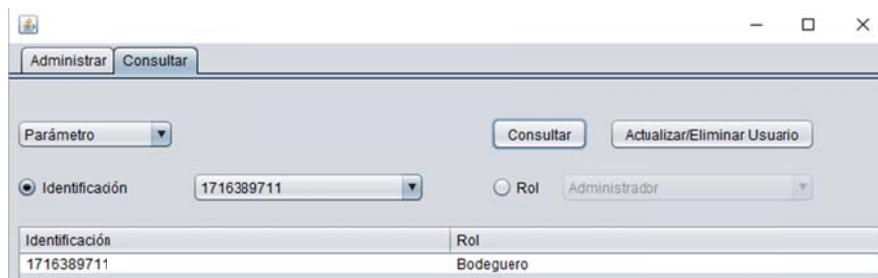 Administrar Consultar
Parámetro Consultar Actualizar/Eliminar Usuario
Identificación 1716389711 Rol Administrador
Identificación Rol
1716389711 Bodeguero